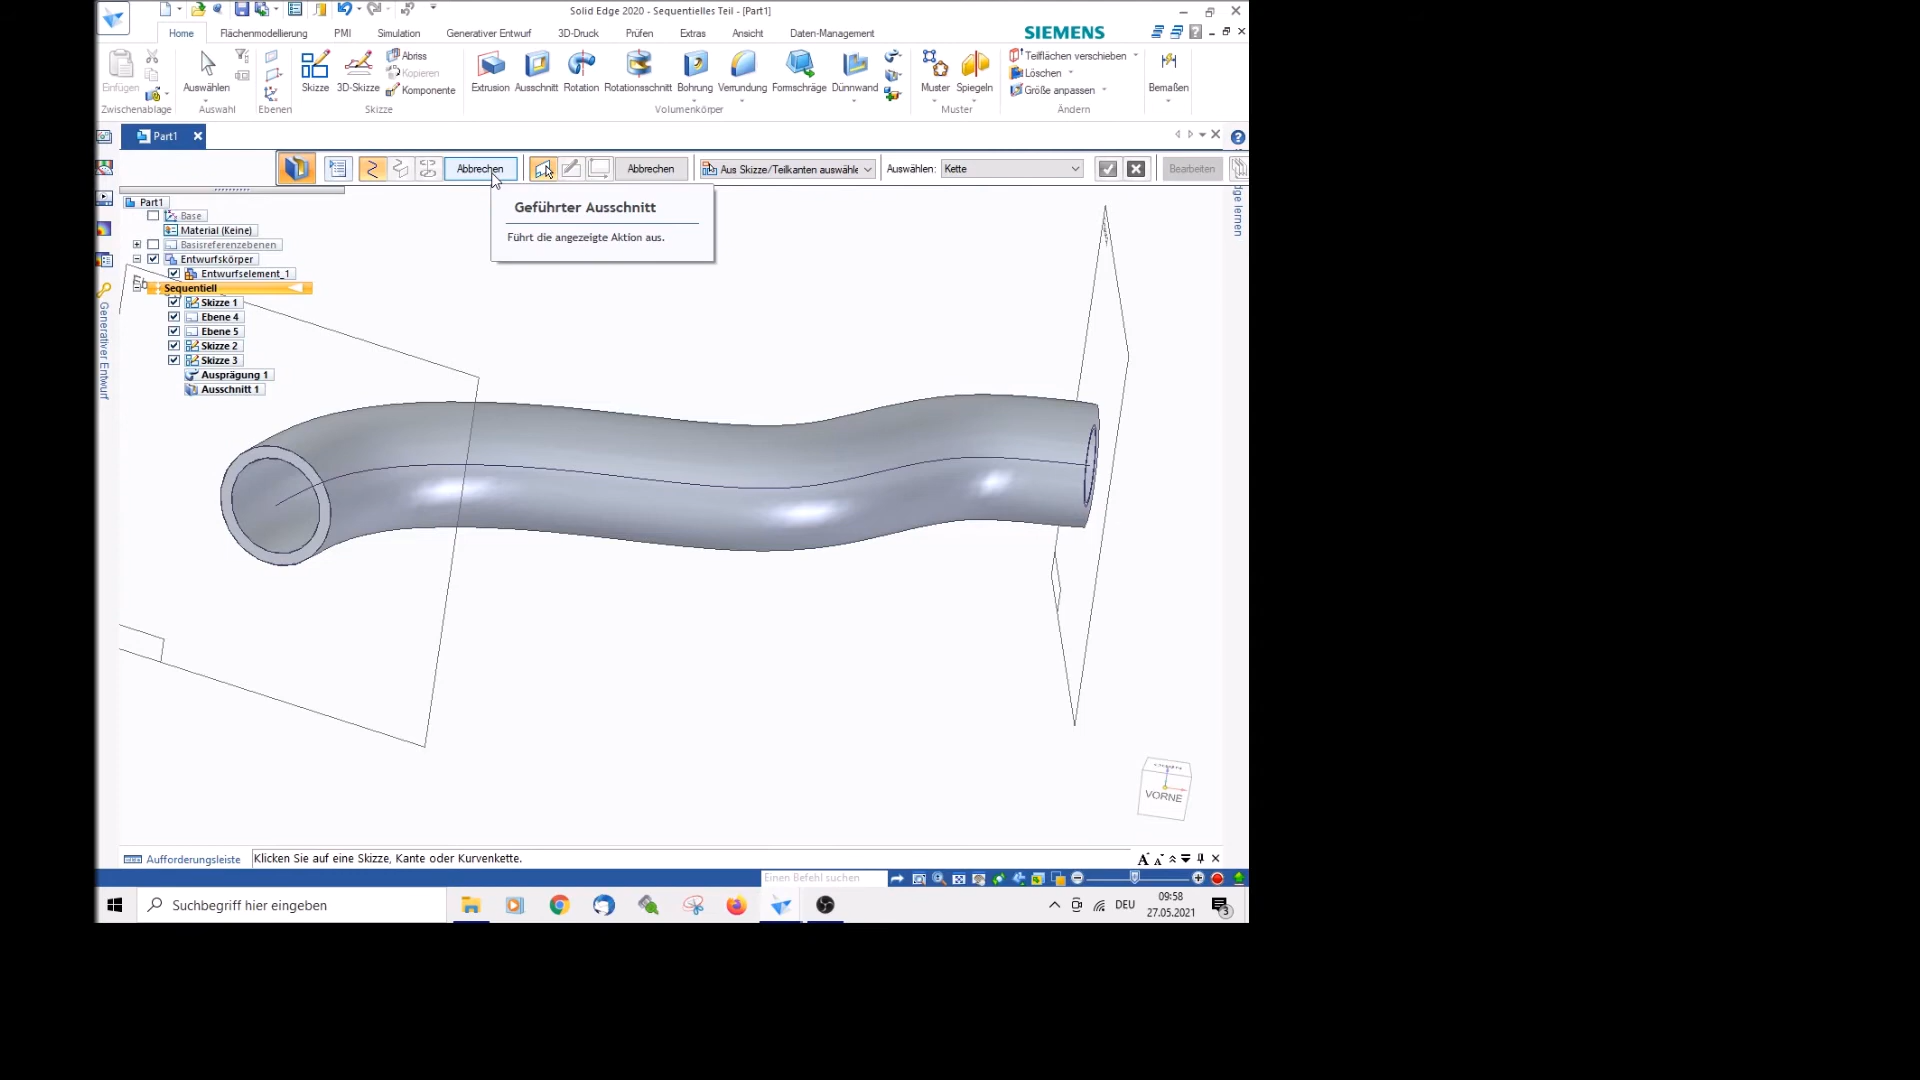 Solid Edge 2020 - Sequentielles Teil - [Part1]
Home Flächenmodellierung PMI Simulation Generativer Entwurf 3D-Druck Prüfen Extras Ansicht Daten-Management SIEMENS
Abriss
Kopieren
Komponente
Teilflächen verschieben
Löschen
Größe anpassen
Einfügen Auswählen Skizze 3D-Skizze Extrusion Ausschnitt Rotation Rotationsschnitt Bohrung Verrundung Formschräge Dünnwand Muster Spiegeln Bemaßen
Zwischenablage Auswahl Ebenen Skizze Volumenkörper Muster Ändern
Part1
Abbrechen Abbrechen Aus Skizze/Teilkanten auswähle Auswählen: Kette Bearbeiten
Geführter Ausschnitt
Führt die angezeigte Aktion aus.
Part1
Base
Material (Keine)
Basisreferenzebenen
Entwurfskörper
Entwurfselement_1
Sequentiell
Skizze 1
Ebene 4
Ebene 5
Skizze 2
Skizze 3
Ausprägung 1
Ausschnitt 1
Generativer Entwurf
dge lernen
VORNE
Aufforderungsleiste Klicken Sie auf eine Skizze, Kante oder Kurvenkette.
Einen Befehl suchen
Suchbegriff hier eingeben
DEU
09:58
27.05.2021
3